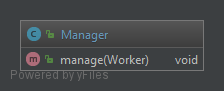 Manager
manage(Worker) void
Powered by yFiles